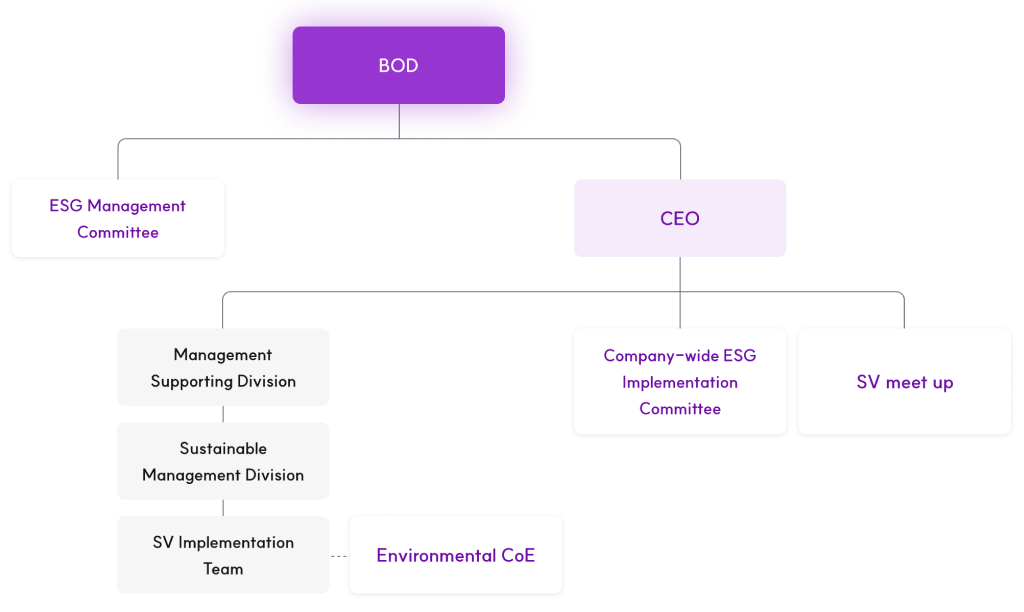 BOD
ESG Management
Committee
CEO
Management
Supporting Division
Company-wide ESG
Implementation
Committee
SV meet up
Sustainable
Management Division
SV Implementation
Team
Environmental CoE